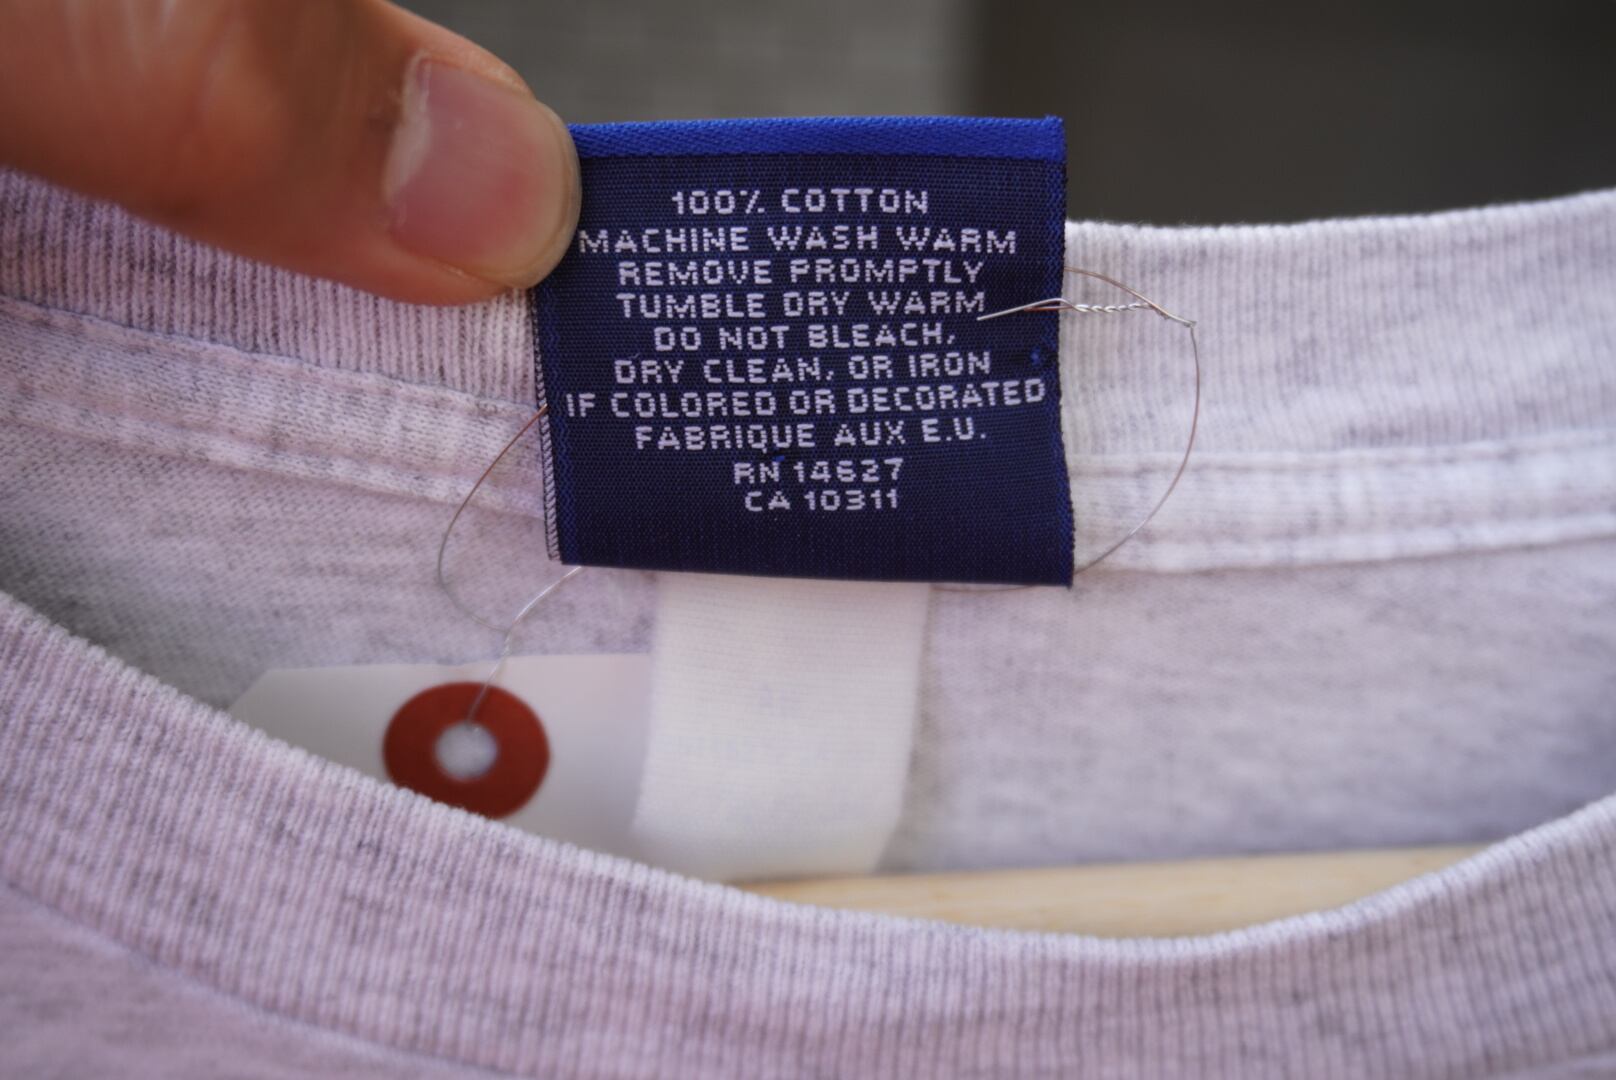 100% COTTON
MACHINE WASH WARM
REMOVE PROMPTLY
TUMBLE DRY WARM
DO NOT BLEACH,
DRY CLEAN, OR IRON
IF COLORED OR DECORATED
FABRIQUE AUX E.U.
RN 14627
CA 10311